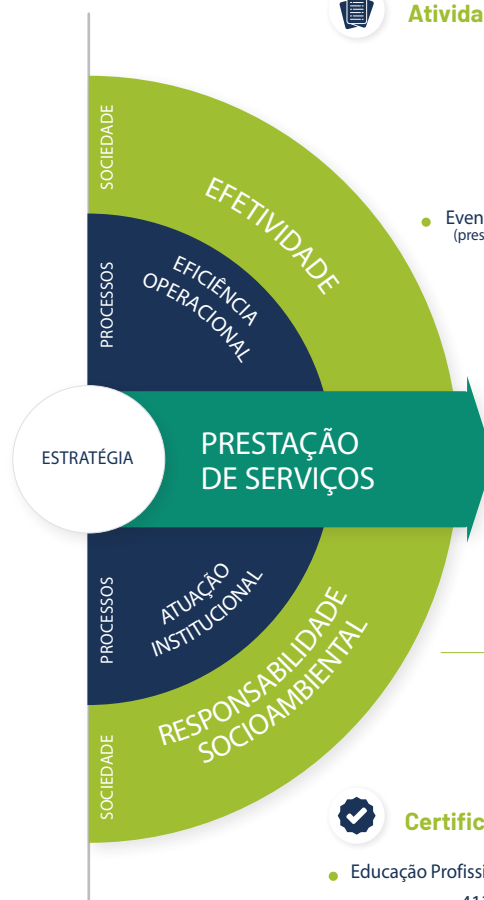 Ativida
SOCIEDADE
EFETIVIDADE
Even
(pres
PROCESSOS
EFICIÊNCIA
OPERACIONAL
ESTRATÉGIA
PRESTAÇÃO
DE SERVIÇOS
PROCESSOS
ATUAÇÃO
INSTITUCIONAL
RESPONSABILIDADE
SOCIOAMBIENTAL
SOCIEDADE
Certific
Educação Profissi